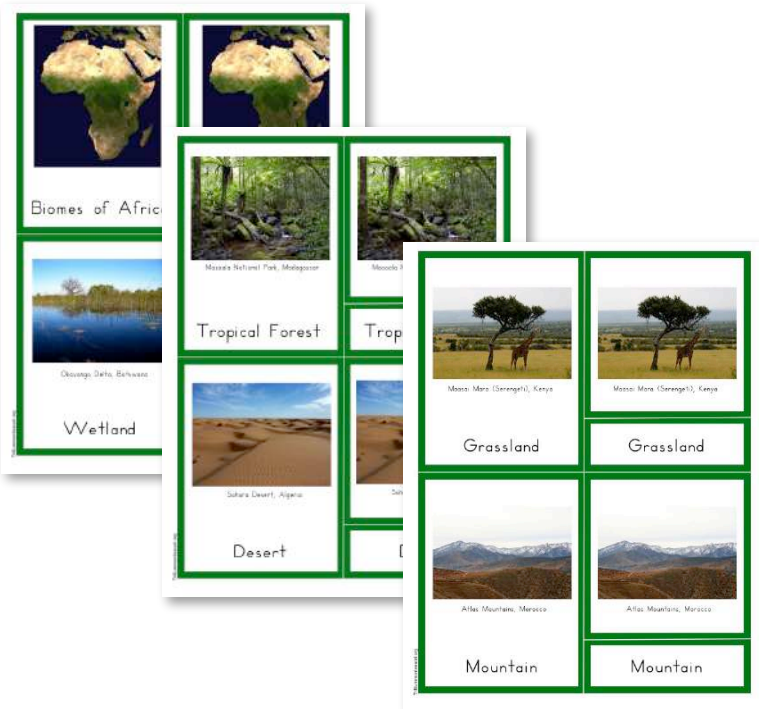 Biomes of Afric
Okavango Delta, Botswana
Wetland
Masoala National Park, Madagascar
Masoala
Tropical Forest
Trop
Sahara Desert, Algeria
Desert
Maasai Mara (Serengeti), Kenya
Maasai Mara (Serengeti), Kenya
Grassland
Grassland
Atlas Mountains, Morocco
Atlas Mountains, Morocco
Mountain
Mountain